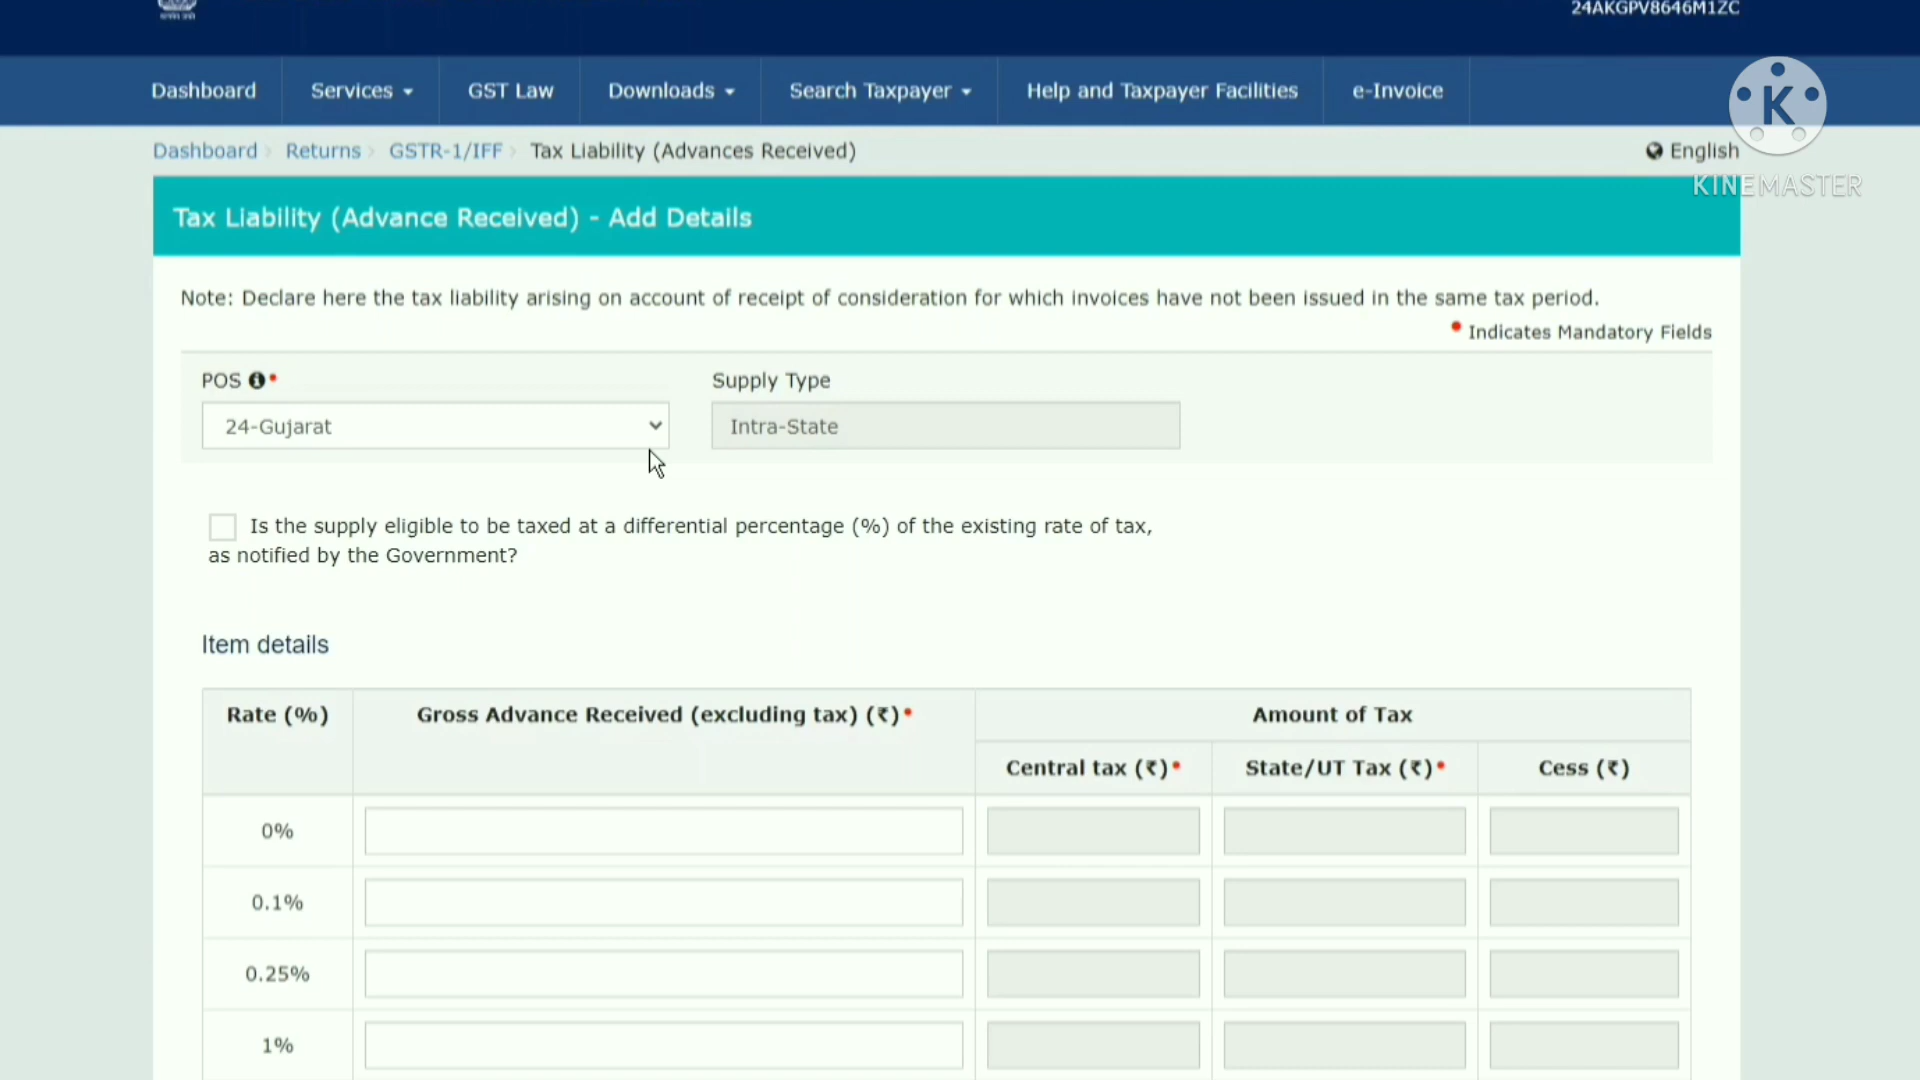 24AKGPV8646M1ZC
Dashboard Services GST Law Downloads Search Taxpayer Help and Taxpayer Facilities e-Invoice
K
KINEMASTER
Dashboard Returns GSTR-1/IFF Tax Liability (Advances Received) English
Tax Liability (Advance Received) - Add Details
Note: Declare here the tax liability arising on account of receipt of consideration for which invoices have not been issued in the same tax period.
• Indicates Mandatory Fields
POS • Supply Type
24-Gujarat Intra-State
Is the supply eligible to be taxed at a differential percentage (%) of the existing rate of tax,
as notified by the Government?
Item details
Rate (%) Gross Advance Received (excluding tax) (₹)• Amount of Tax
Central tax (₹)• State/UT Tax (₹)• Cess (₹)
0%
0.1%
0.25%
1%